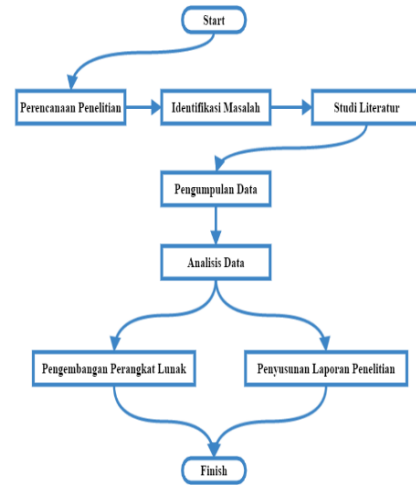 Start
Perencanaan Penelitian
Identifikasi Masalah
Studi Literatur
Pengumpulan Data
Analisis Data
Pengembangan Perangkat Lunak
Penyusunan Laporan Penelitian
Finish